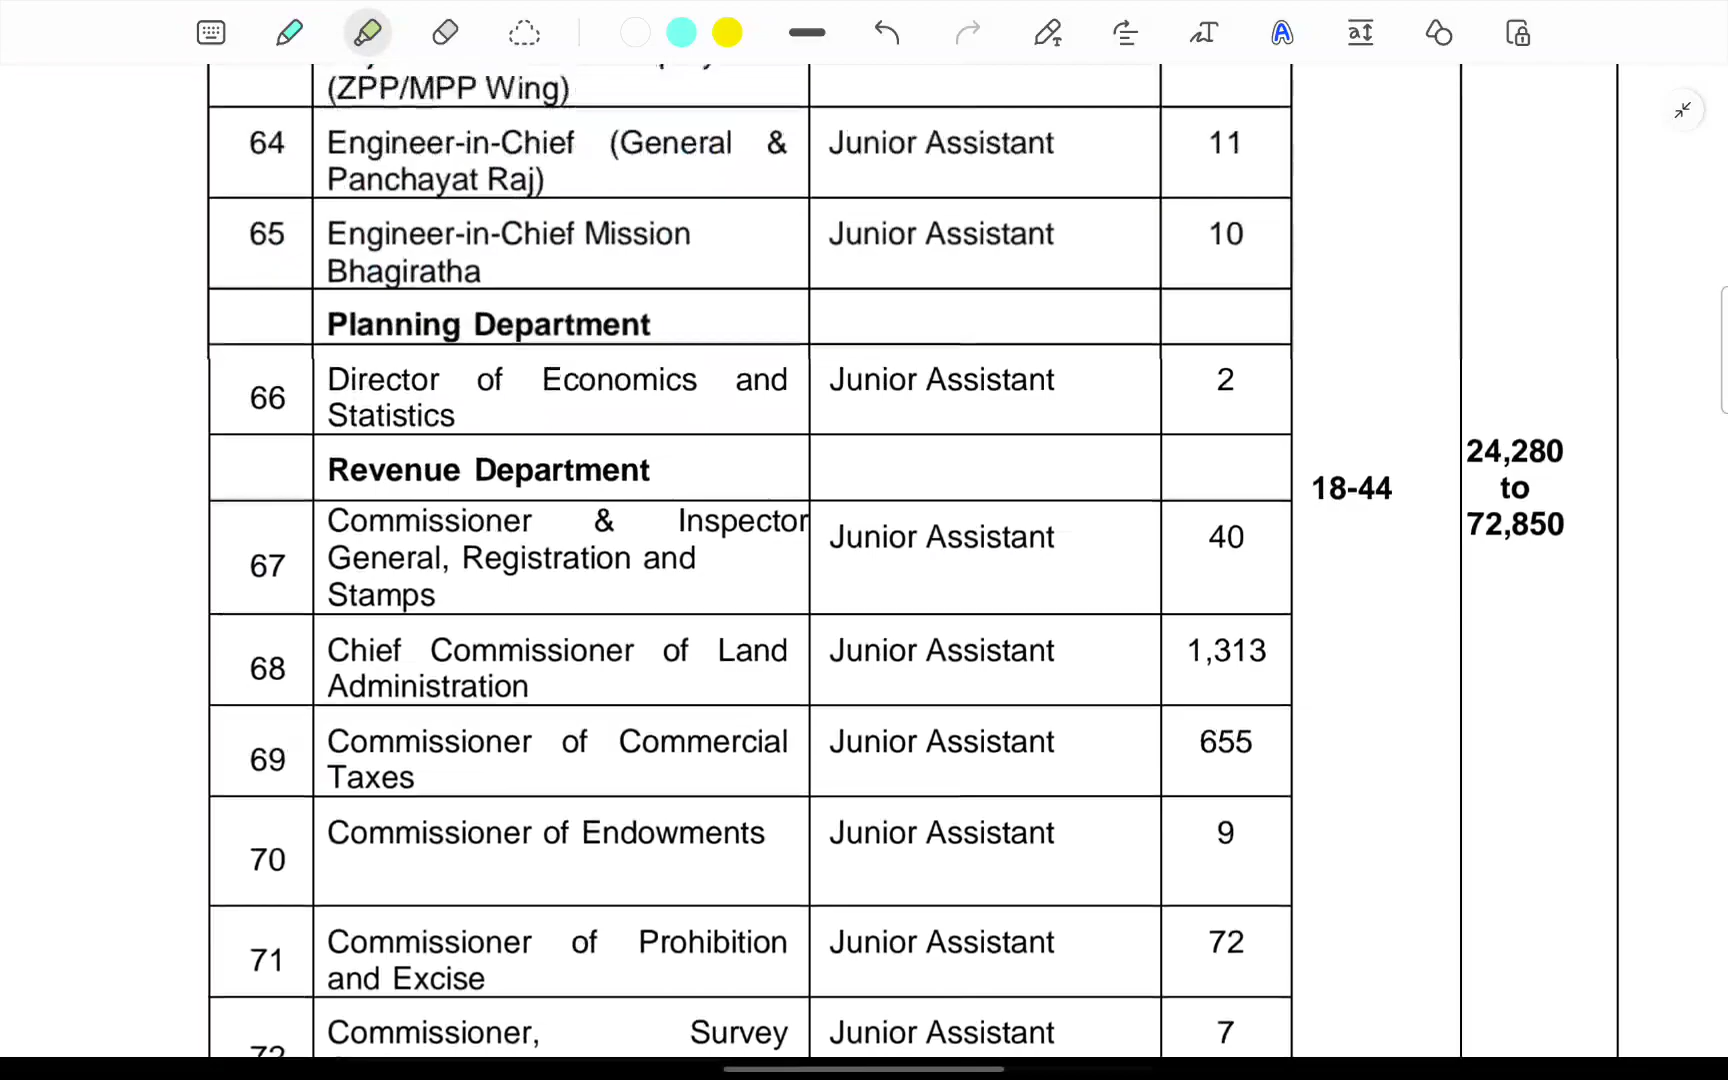 (ZPP/MPP Wing)
64 Engineer-in-Chief (General & Junior Assistant 11
Panchayat Raj)
65 Engineer-in-Chief Mission Junior Assistant 10
Bhagiratha
Planning Department
66 Director of Economics and Junior Assistant 2
Statistics
Revenue Department
18-44
24,280
to
72,850
67 Commissioner & Inspector Junior Assistant 40
General, Registration and
Stamps
68 Chief Commissioner of Land Junior Assistant 1,313
Administration
69 Commissioner of Commercial Junior Assistant 655
Taxes
70 Commissioner of Endowments Junior Assistant 9
71 Commissioner of Prohibition Junior Assistant 72
and Excise
72 Commissioner, Survey Junior Assistant 7